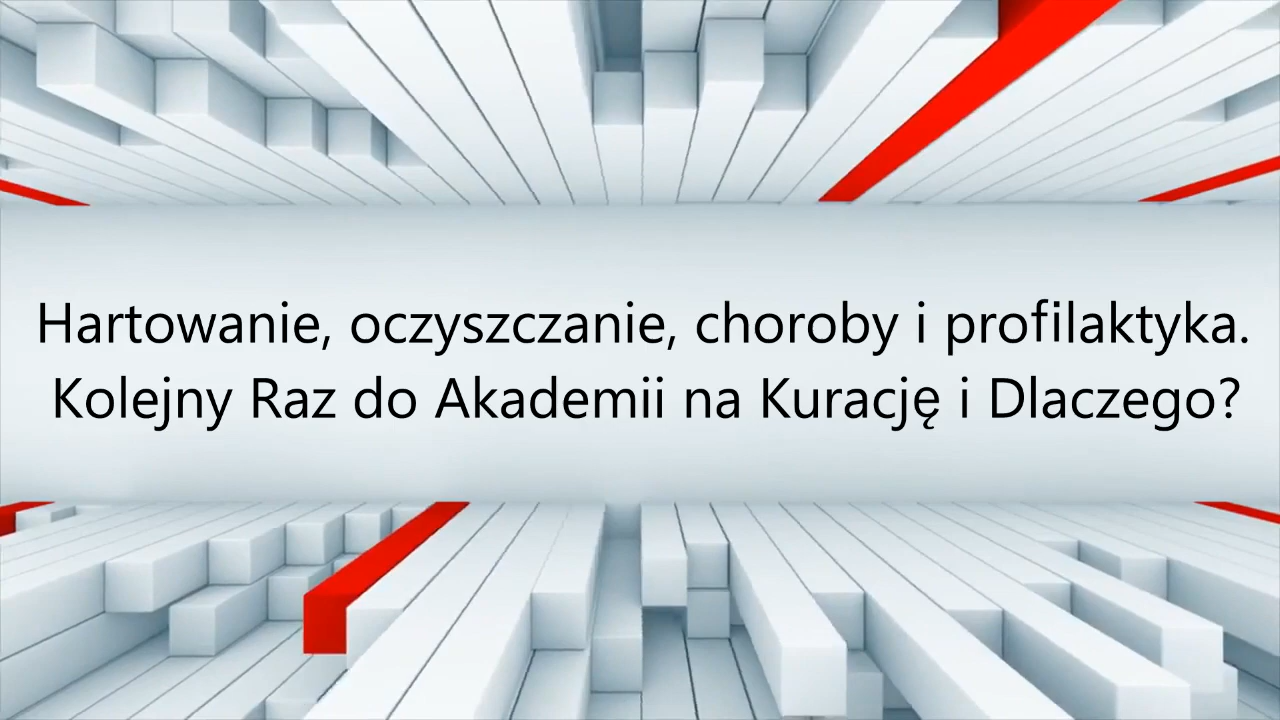 Hartowanie, oczyszczanie, choroby i profilaktyka.
Kolejny Raz do Akademii na Kurację i Dlaczego?